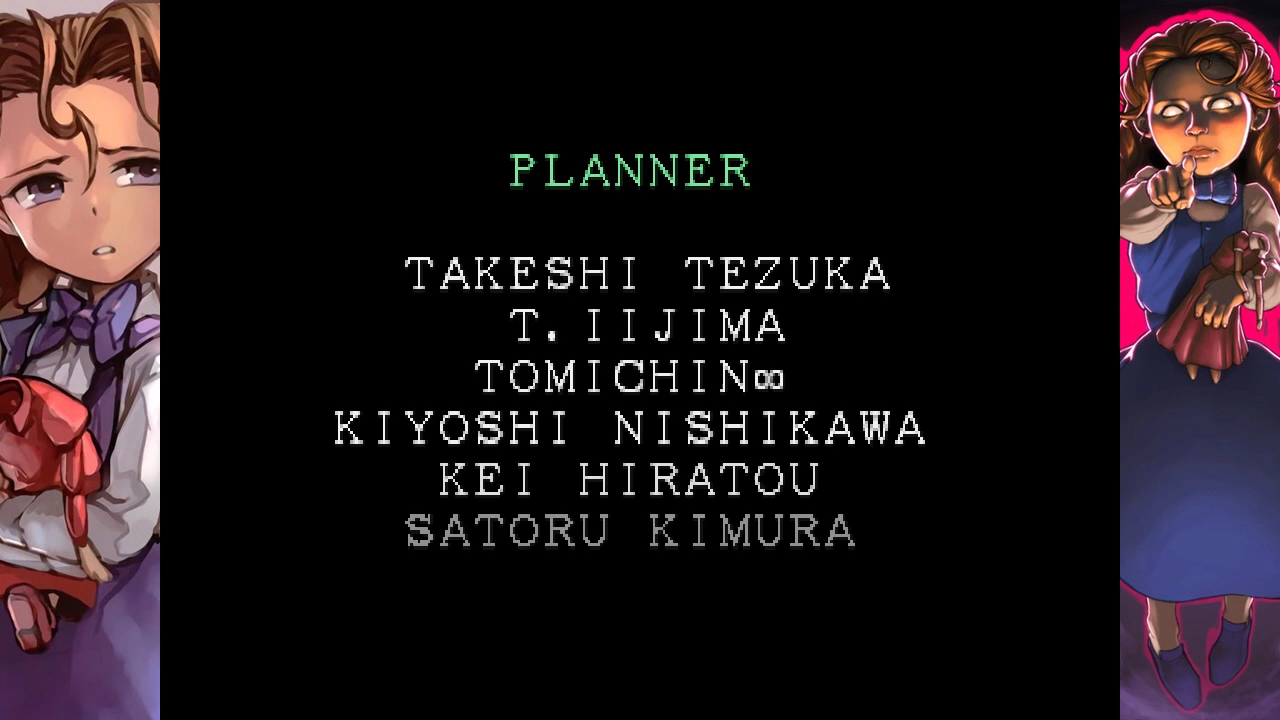 PLANNER
TAKESHI TEZUKA
T. IIJIMA
TOMICHIN∞
KIYOSHI NISHIKAWA
KEI HIRATOU
SATORU KIMURA